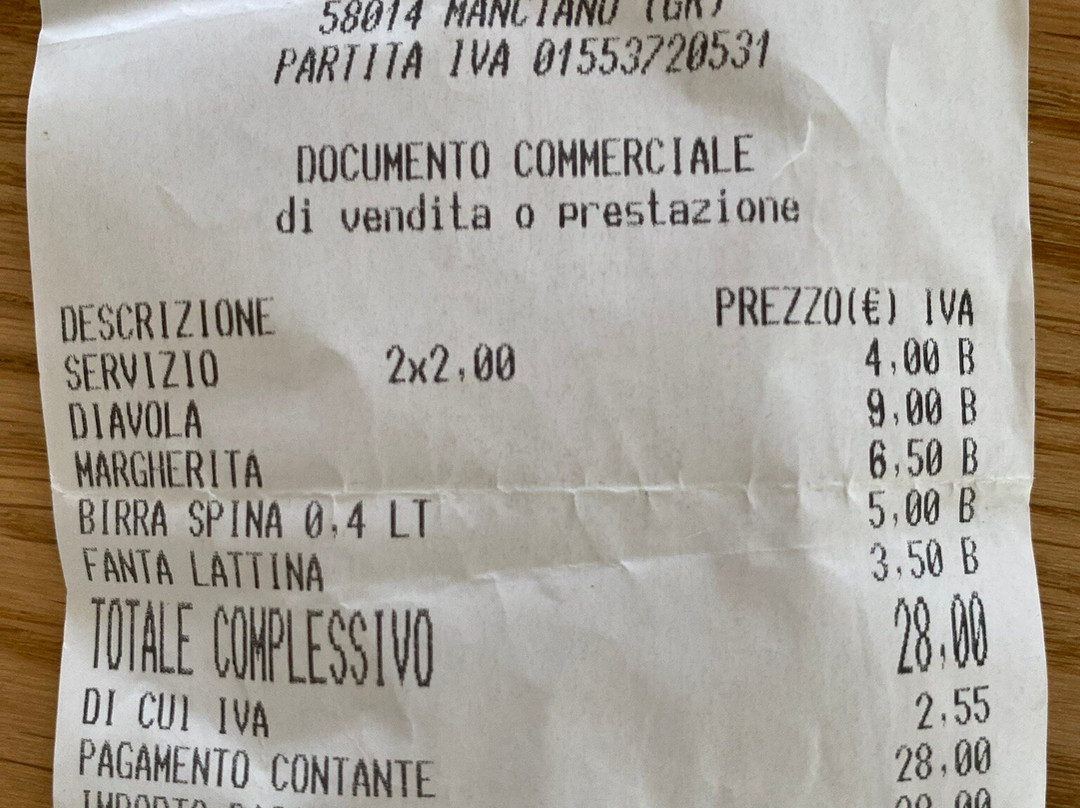 58014 MANCIANO (GR)
PARTITA IVA 01553720531
DOCUMENTO COMMERCIALE
di vendita o prestazione
DESCRIZIONE PREZZO(€) IVA
SERVIZIO 2x2,00 4,00 B
DIAVOLA 9,00 B
MARGHERITA 6,50 B
BIRRA SPINA 0,4 LT 5,00 B
FANTA LATTINA 3,50 B
TOTALE COMPLESSIVO 28,00
DI CUI IVA 2,55
PAGAMENTO CONTANTE 28,00
IMPORTO